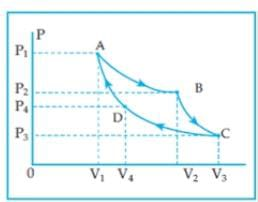 P
P₁ A
P₂ B
P₄ D
P₃ C
0 V₁ V₄ V₂ V₃